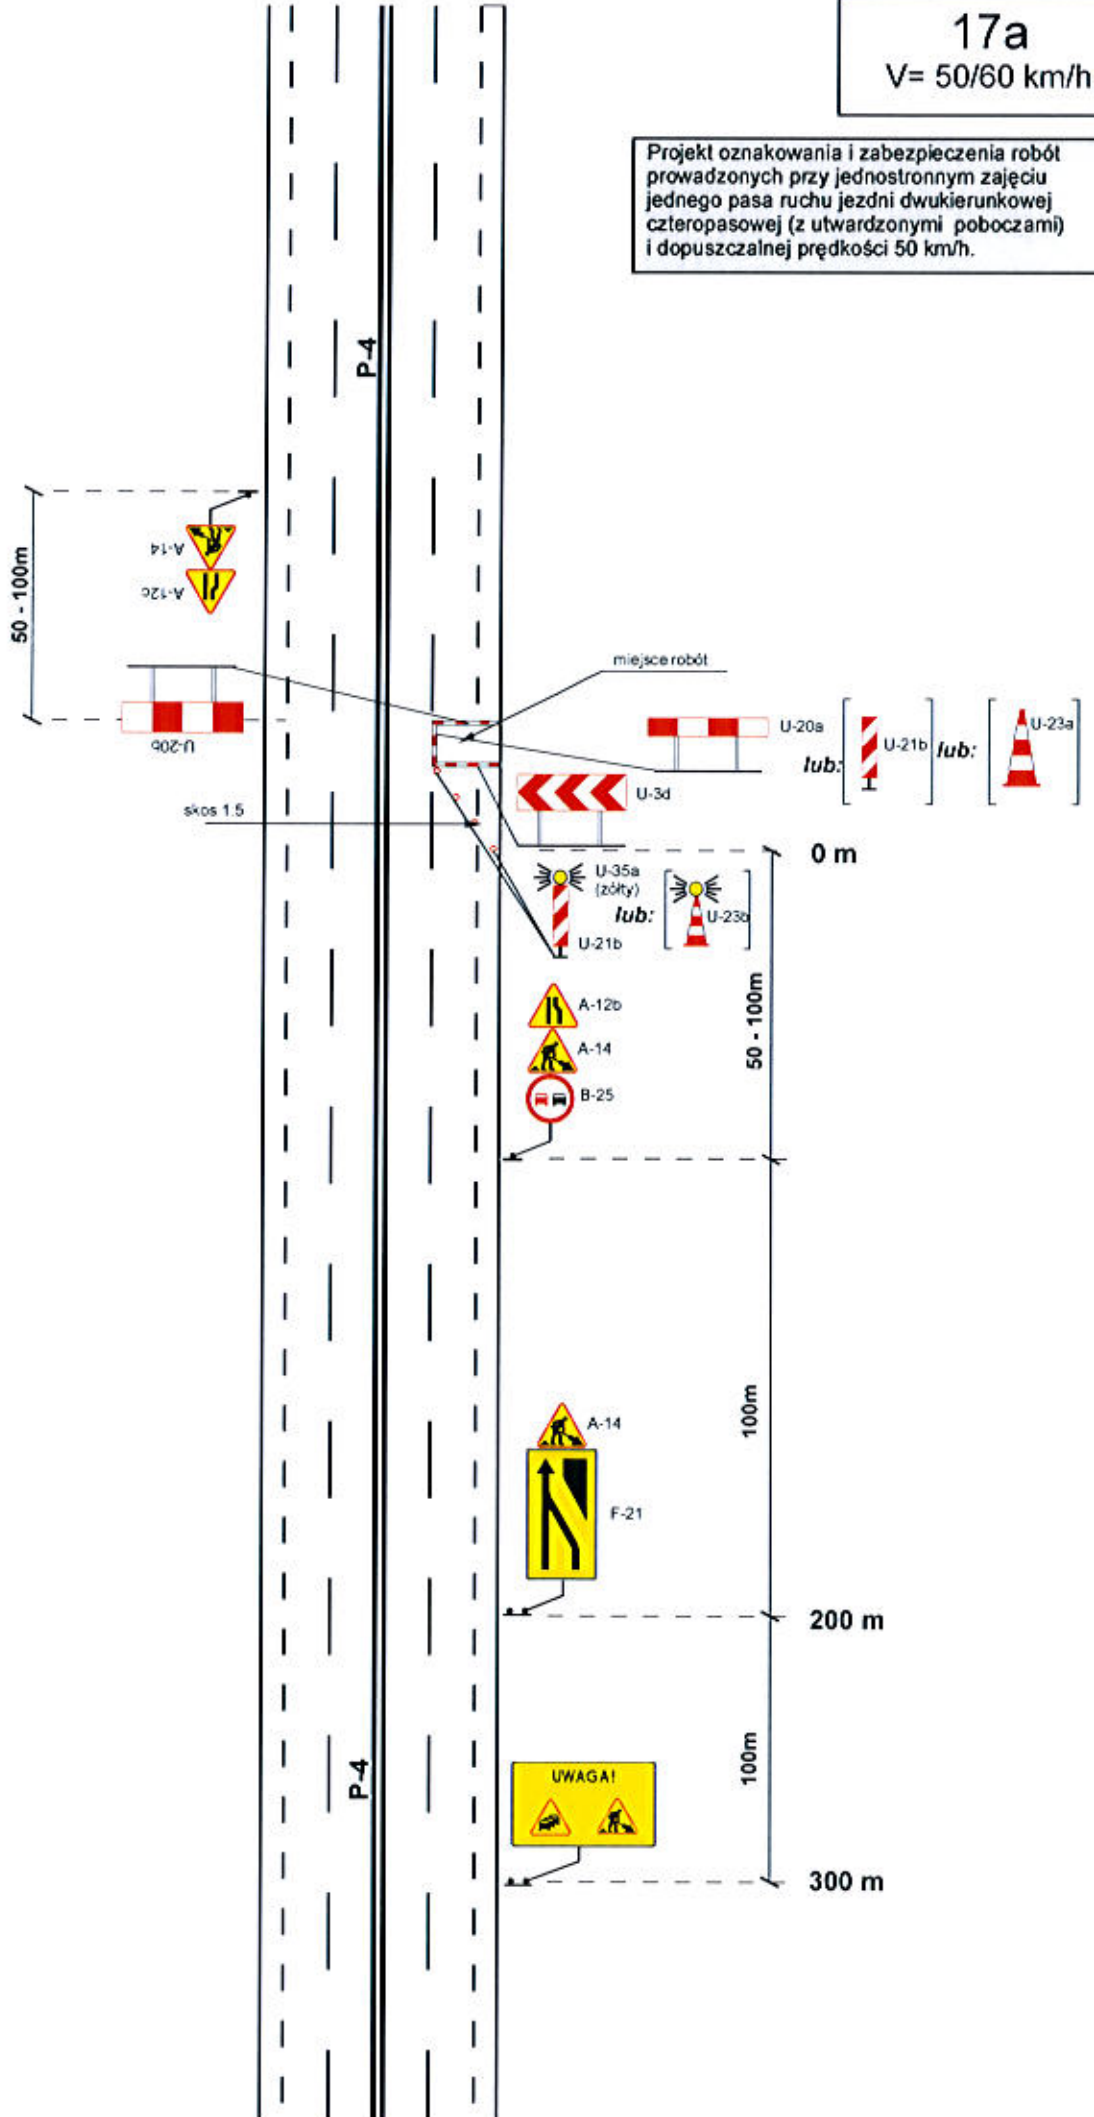 17a
V= 50/60 km/h
Projekt oznakowania i zabezpieczenia robót
prowadzonych przy jednostronnym zajęciu
jednego pasa ruchu jezdni dwukierunkowej
czteropasowej (z utwardzonymi poboczami)
i dopuszczalnej prędkości 50 km/h.
P-4
50 - 100m
A-14
A-12c
miejsce robót
U-20b
U-20a
lub:
U-21b
lub:
U-23a
U-3d
skos 1:5
0 m
U-35a
(żółty)
lub:
U-23b
U-21b
A-12b
A-14
B-25
50 - 100m
100m
A-14
F-21
200 m
100m
P-4
UWAGA!
300 m